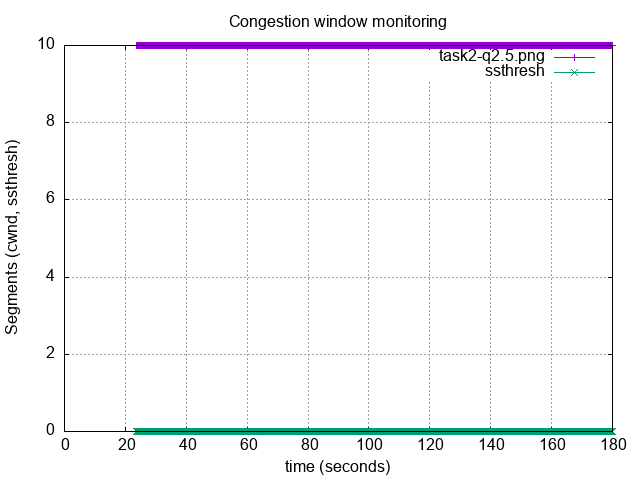 Congestion window monitoring
10
8
6
4
2
0
Segments (cwnd, ssthresh)
task2-q2.5.png
ssthresh
0 20 40 60 80 100 120 140 160 180
time (seconds)